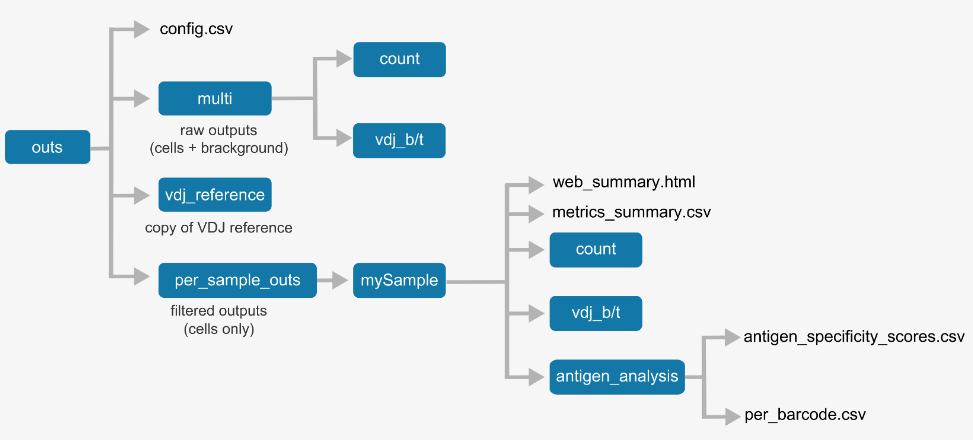 config.csv
count
multi
raw outputs
(cells + brackground)
vdj_b/t
outs
vdj_reference
copy of VDJ reference
web_summary.html
metrics_summary.csv
count
per_sample_outs
mySample
filtered outputs
(cells only)
vdj_b/t
antigen_specificity_scores.csv
antigen_analysis
per_barcode.csv